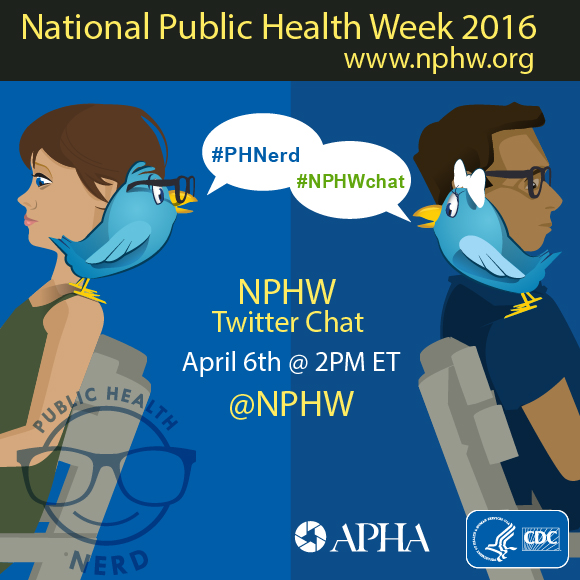 National Public Health Week 2016
www.nphw.org
#PHNerd
#NPHWchat
NPHW
Twitter Chat
April 6th @ 2PM ET
@NPHW
PUBLIC HEALTH
NERD
APHA
CDC